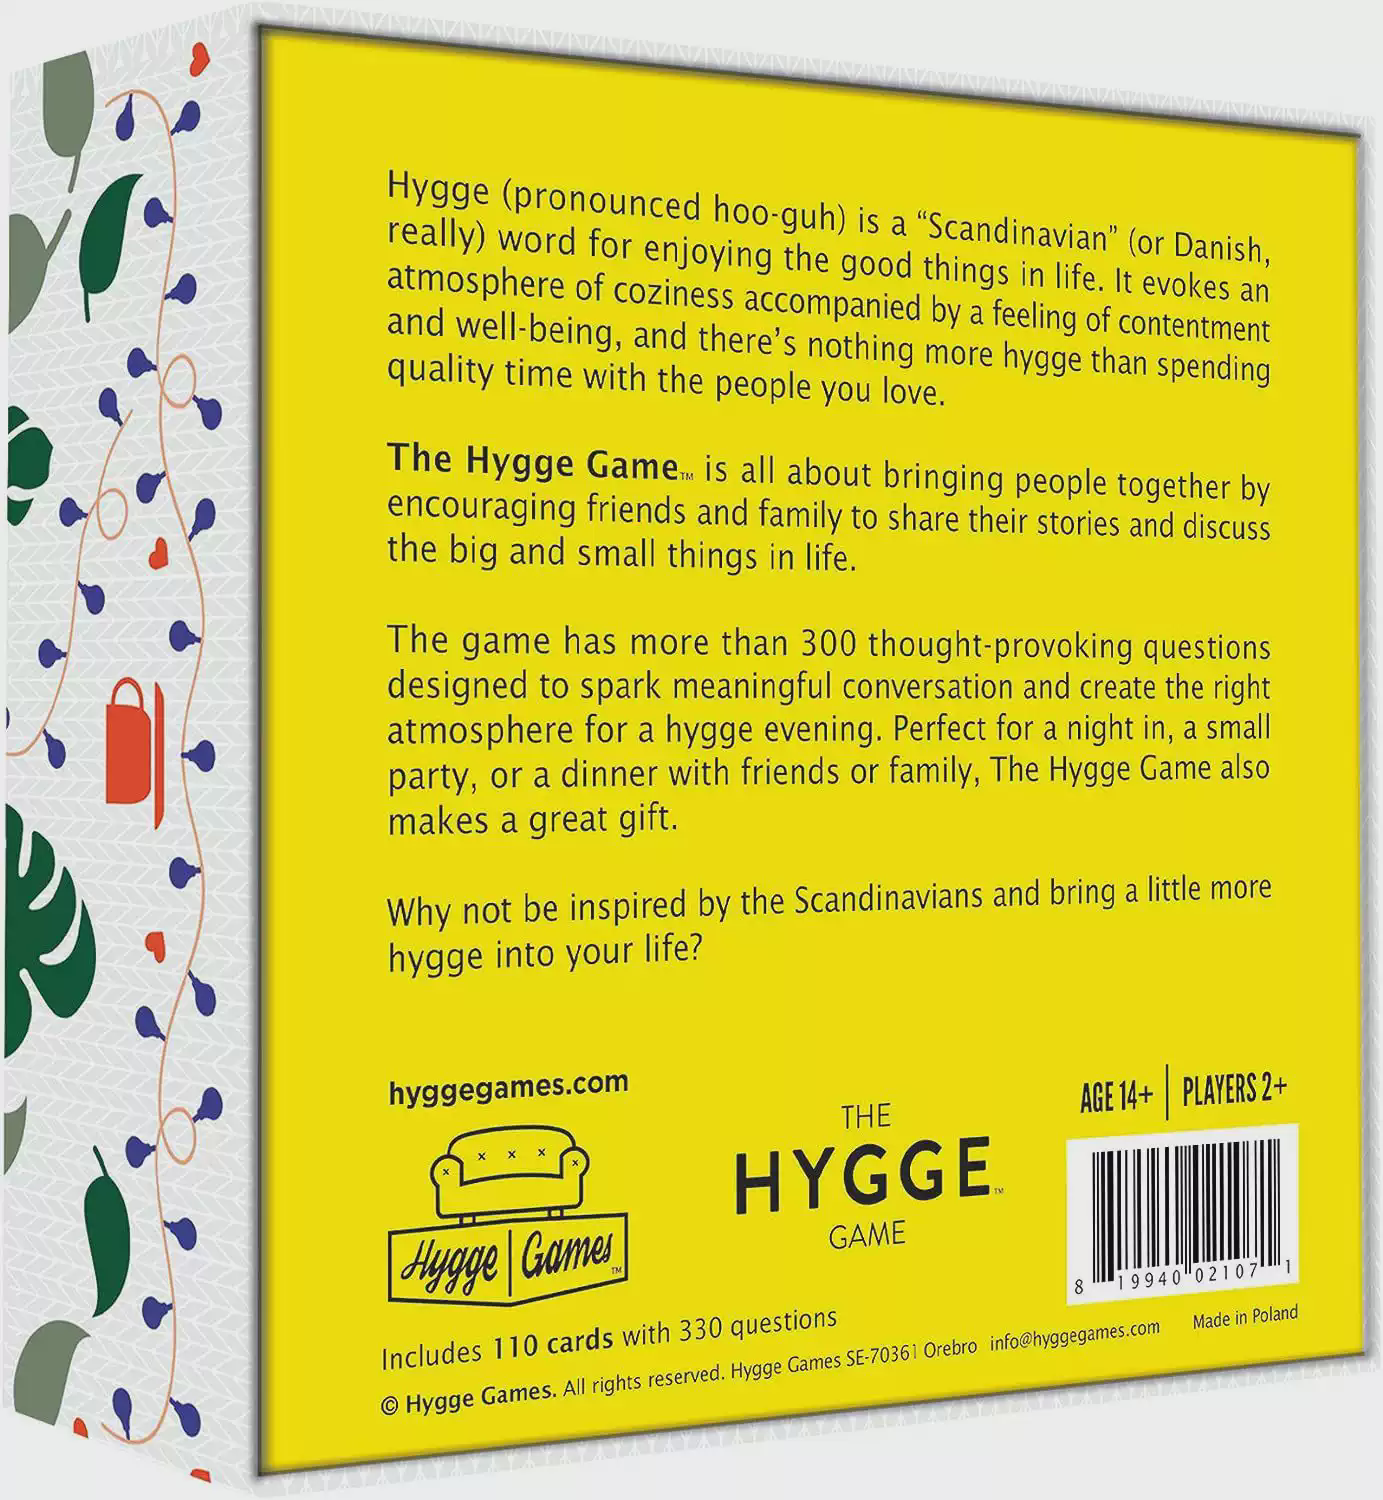 Hygge (pronounced hoo-guh) is a “Scandinavian” (or Danish,
really) word for enjoying the good things in life. It evokes an
atmosphere of coziness accompanied by a feeling of contentment
and well-being, and there’s nothing more hygge than spending
quality time with the people you love.
The Hygge Game™ is all about bringing people together by
encouraging friends and family to share their stories and discuss
the big and small things in life.
The game has more than 300 thought-provoking questions
designed to spark meaningful conversation and create the right
atmosphere for a hygge evening. Perfect for a night in, a small
party, or a dinner with friends or family, The Hygge Game also
makes a great gift.
Why not be inspired by the Scandinavians and bring a little more
hygge into your life?
hyggegames.com
Hygge Games™
THE
HYGGE™
GAME
AGE 14+ | PLAYERS 2+
8 19940 02107 1
Includes 110 cards with 330 questions
© Hygge Games. All rights reserved. Hygge Games SE-70361 Orebro info@hyggegames.com Made in Poland